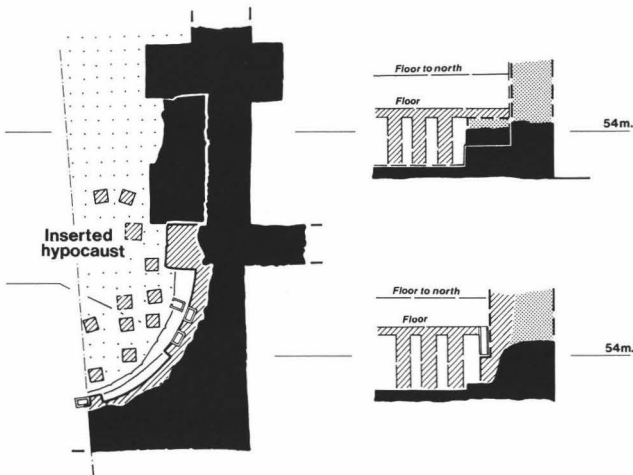 Floor to north
Floor
54m.
Inserted
hypocaust
Floor to north
Floor
54m.